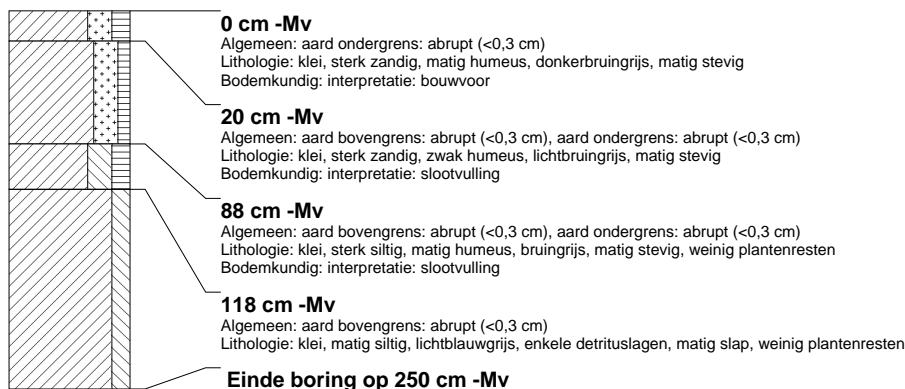 0 cm -Mv
Algemeen: aard ondergrens: abrupt (<0,3 cm)
Lithologie: klei, sterk zandig, matig humeus, donkerbruingrijs, matig stevig
Bodemkundig: interpretatie: bouwvoor
20 cm -Mv
Algemeen: aard bovengrens: abrupt (<0,3 cm), aard ondergrens: abrupt (<0,3 cm)
Lithologie: klei, sterk zandig, zwak humeus, lichtbruingrijs, matig stevig
Bodemkundig: interpretatie: slootvulling
88 cm -Mv
Algemeen: aard bovengrens: abrupt (<0,3 cm), aard ondergrens: abrupt (<0,3 cm)
Lithologie: klei, sterk siltig, matig humeus, bruingrijs, matig stevig, weinig plantenresten
Bodemkundig: interpretatie: slootvulling
118 cm -Mv
Algemeen: aard bovengrens: abrupt (<0,3 cm)
Lithologie: klei, matig siltig, lichtblauwgrijs, enkele detrituslagen, matig slap, weinig plantenresten
Einde boring op 250 cm -Mv